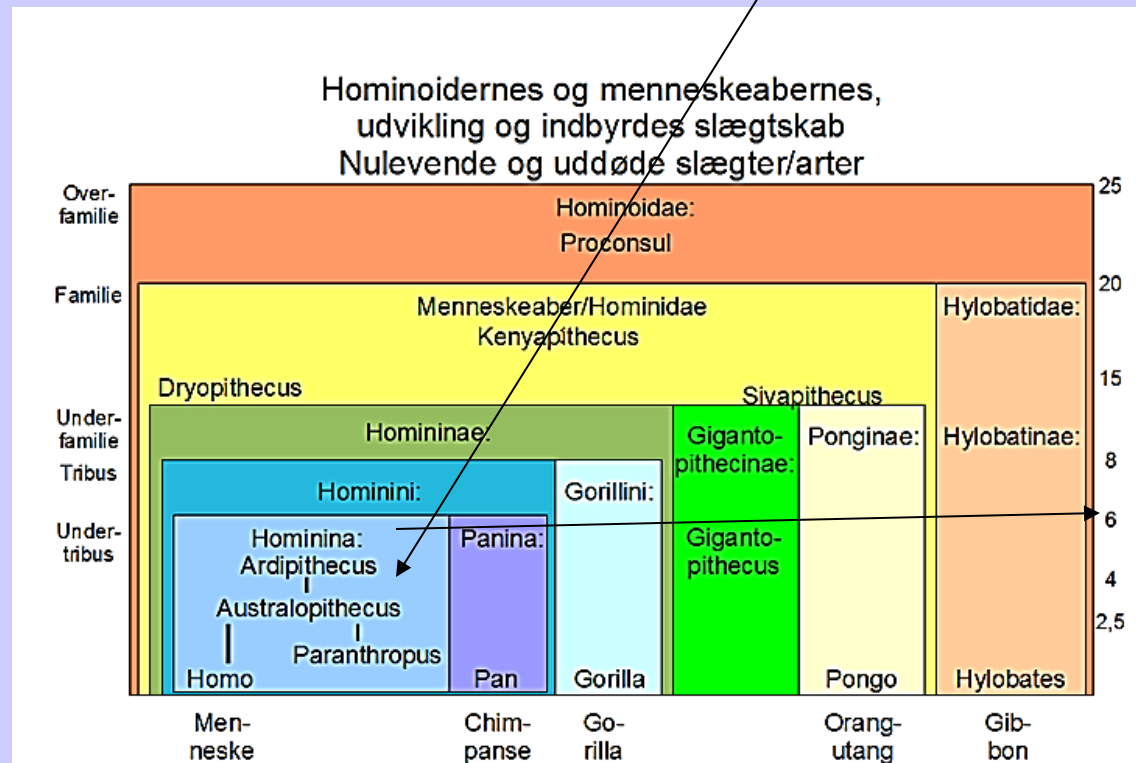 Hominoidernes og menneskeabernes,
udvikling og indbyrdes slægtskab
Nulevende og uddøde slægter/arter
Over-
familie
Hominoidae:
Proconsul
25
Familie
Menneskeaber/Hominidae
Kenyapithecus
Hylobatidae:
20
Dryopithecus
Sivapithecus
15
Under-
familie
Homininae:
Giganto-
pithecinae:
Ponginae:
Hylobatinae:
Tribus
Hominini:
Gorillini:
8
Under-
tribus
Hominina:
Ardipithecus
Australopithecus
Paranthropus
Homo
Panina:
Pan
Gorilla
Giganto-
pithecus
Pongo
Hylobates
6
4
2,5
Men-
neske
Chim-
panse
Go-
rilla
Orang-
utang
Gib-
bon